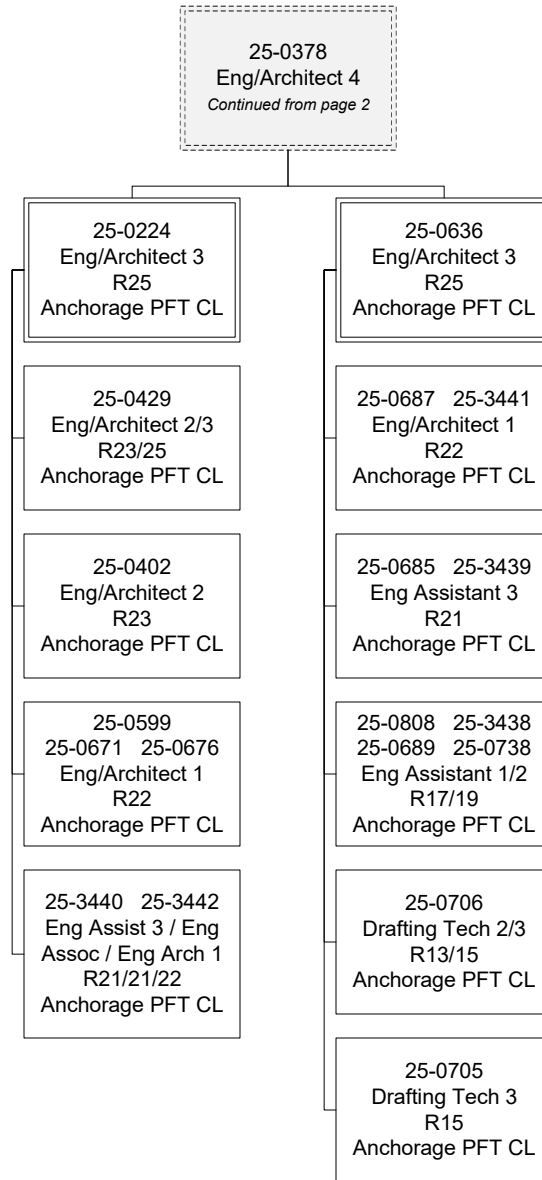 25-0378
Eng/Architect 4
Continued from page 2
25-0224
Eng/Architect 3
R25
Anchorage PFT CL
25-0429
Eng/Architect 2/3
R23/25
Anchorage PFT CL
25-0402
Eng/Architect 2
R23
Anchorage PFT CL
25-0599
25-0671 25-0676
Eng/Architect 1
R22
Anchorage PFT CL
25-3440 25-3442
Eng Assist 3 / Eng
Assoc / Eng Arch 1
R21/21/22
Anchorage PFT CL
25-0636
Eng/Architect 3
R25
Anchorage PFT CL
25-0687 25-3441
Eng/Architect 1
R22
Anchorage PFT CL
25-0685 25-3439
Eng Assistant 3
R21
Anchorage PFT CL
25-0808 25-3438
25-0689 25-0738
Eng Assistant 1/2
R17/19
Anchorage PFT CL
25-0706
Drafting Tech 2/3
R13/15
Anchorage PFT CL
25-0705
Drafting Tech 3
R15
Anchorage PFT CL